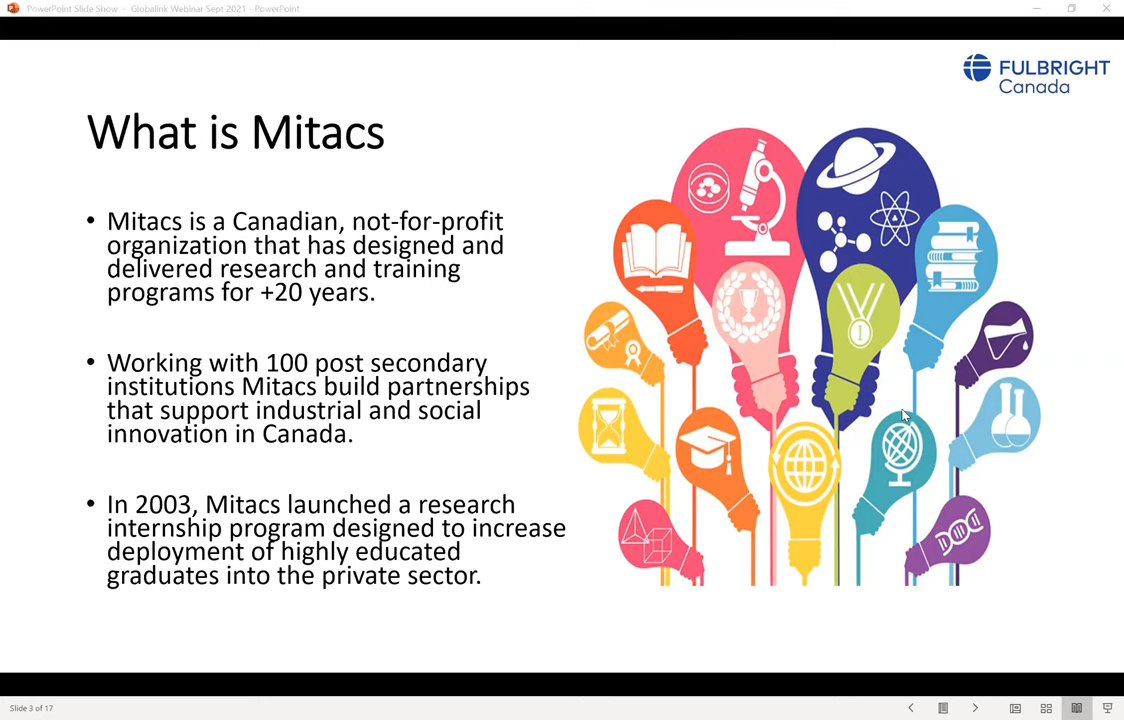 PowerPoint Slide Show - Globalink Webinar Sept 2021 - PowerPoint
FULBRIGHT
Canada
What is Mitacs
• Mitacs is a Canadian, not-for-profit
organization that has designed and
delivered research and training
programs for +20 years.
• Working with 100 post secondary
institutions Mitacs build partnerships
that support industrial and social
innovation in Canada.
• In 2003, Mitacs launched a research
internship program designed to increase
deployment of highly educated
graduates into the private sector.
I
Slide 3 of 17